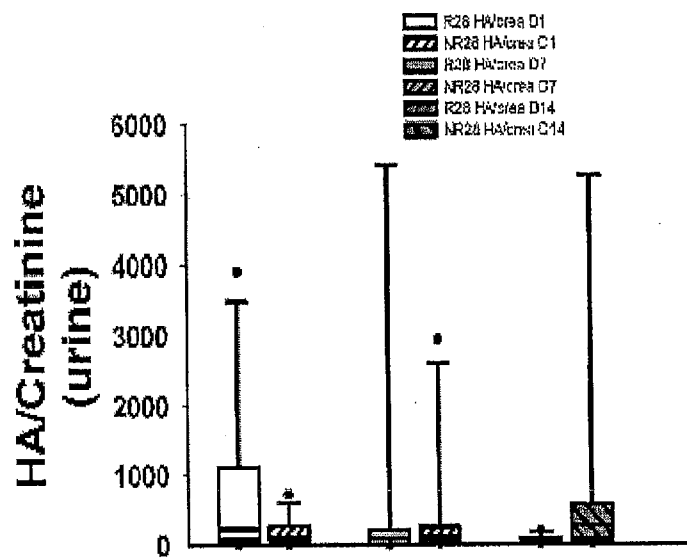 R28 HA/crea D1
NR28 HA/crea D1
R28 HA/crea D7
NR28 HA/crea D7
R28 HA/crea D14
NR28 HA/crea D14
6000
5000
4000
3000
2000
1000
0
HA/Creatinine
(urine)